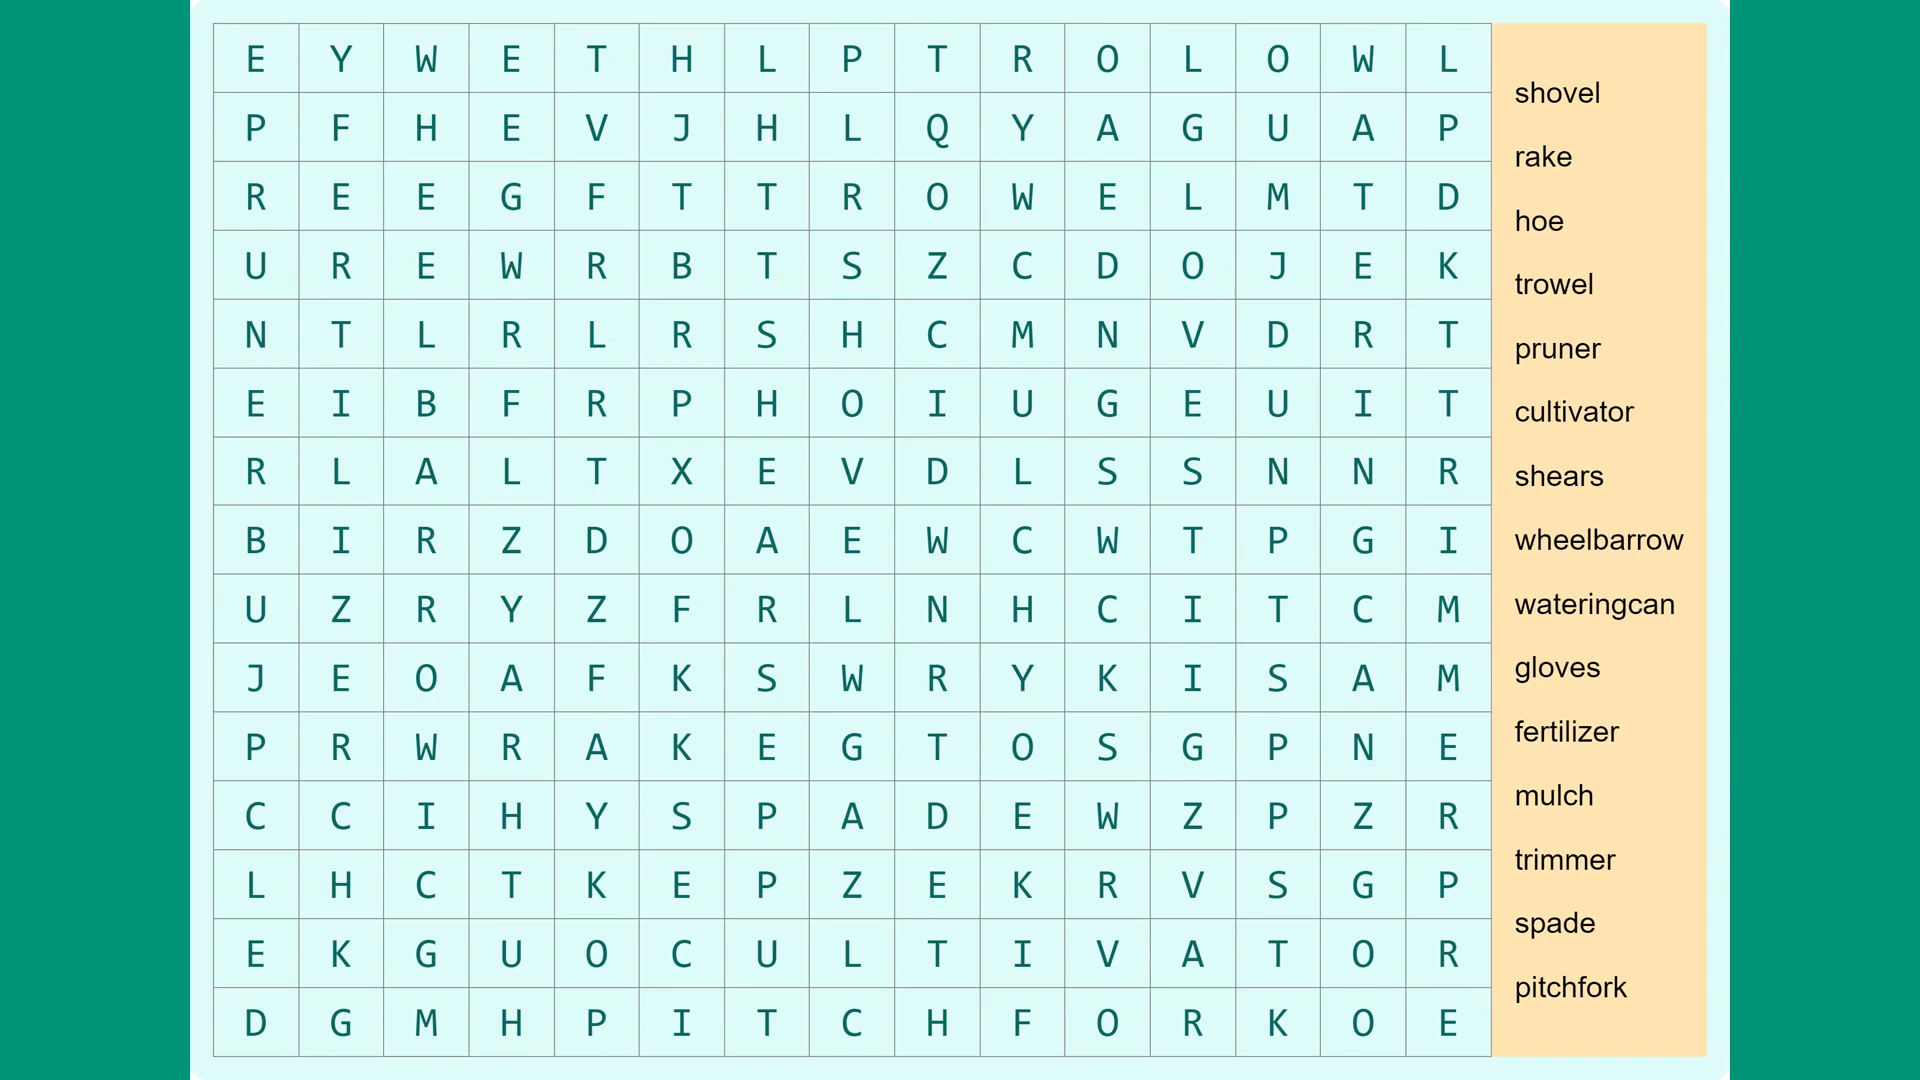 E Y W E T H L P T R O L O W L
P F H E V J H L Q Y A G U A P
R E E G F T T R O W E L M T D
U R E W R B T S Z C D O J E K
N T L R L R S H C M N V D R T
E I B F R P H O I U G E U I T
R L A L T X E V D L S S N N R
B I R Z D O A E W C W T P G I
U Z R Y Z F R L N H C I T C M
J E O A F K S W R Y K I S A M
P R W R A K E G T O S G P N E
C C I H Y S P A D E W Z P Z R
L H C T K E P Z E K R V S G P
E K G U O C U L T I V A T O R
D G M H P I T C H F O R K O E
shovel
rake
hoe
trowel
pruner
cultivator
shears
wheelbarrow
wateringcan
gloves
fertilizer
mulch
trimmer
spade
pitchfork